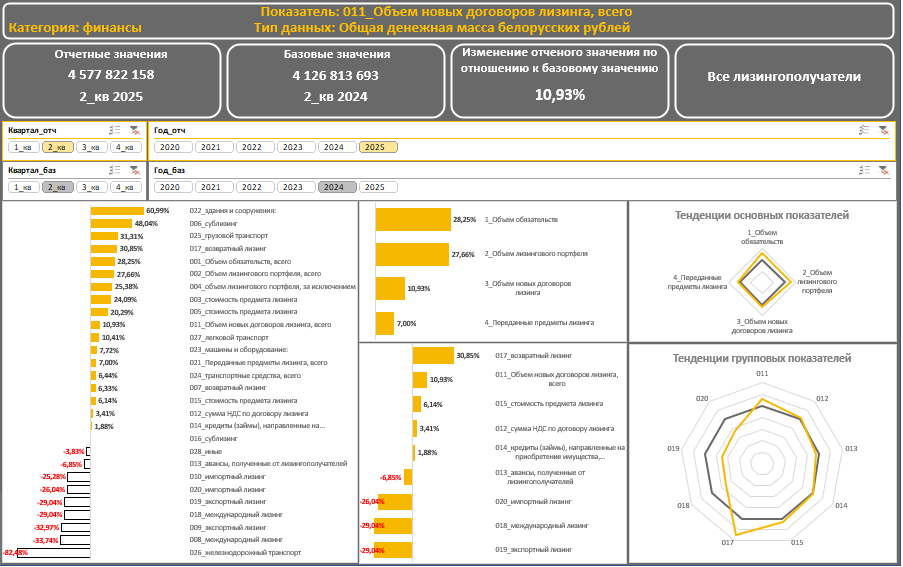 Показатель: 011_Объем новых договоров лизинга, всего
Категория: финансы
Тип данных: Общая денежная масса белорусских рублей
Отчетные значения
4 577 822 158
2_кв 2025
Базовые значения
4 126 813 693
2_кв 2024
Изменение отченого значения по
отношению к базовому значению
10,93%
Все лизингополучатели
Квартал_отч
1_кв 2_кв 3_кв 4_кв
Год_отч
2020 2021 2022 2023 2024 2025
Квартал_баз
1_кв 2_кв 3_кв 4_кв
Год_баз
2020 2021 2022 2023 2024 2025
60,99% 022_здания и сооружения:
48,04% 006_сублизинг
31,31% 025_грузовой транспорт
30,85% 017_возвратный лизинг
28,25% 001_Объем обязательств, всего
27,66% 002_Объем лизингового портфеля, всего
25,38% 004_объем лизингового портфеля, за исключением
24,09% 003_стоимость предмета лизинга
20,29% 005_стоимость предмета лизинга
10,93% 011_Объем новых договоров лизинга, всего
10,41% 027_легковой транспорт
7,72% 023_машины и оборудование:
7,00% 021_Переданные предметы лизинга, всего
6,44% 024_транспортные средства, всего
6,33% 007_возвратный лизинг
6,14% 015_стоимость предмета лизинга
3,41% 012_сумма НДС по договору лизинга
1,88% 014_кредиты (займы), направленные на...
016_сублизинг
-3,83% 028_иные
-6,85% 013_авансы, полученные от лизингополучателей
-25,28% 010_импортный лизинг
-26,04% 020_импортный лизинг
-29,04% 019_экспортный лизинг
-29,04% 018_международный лизинг
-32,97% 009_экспортный лизинг
-33,74% 008_международный лизинг
-82,48% 026_железнодорожный транспорт
28,25% 1_Объем обязательств
27,66% 2_Объем лизингового портфеля
10,93% 3_Объем новых договоров
лизинга
7,00% 4_Переданные предметы лизинга
30,85% 017_возвратный лизинг
10,93% 011_Объем новых договоров лизинга,
всего
6,14% 015_стоимость предмета лизинга
3,41% 012_сумма НДС по договору лизинга
1,88% 014_кредиты (займы), направленные на
приобретение имущества,...
-6,85% 013_авансы, полученные от
лизингополучателей
-26,04% 020_импортный лизинг
-29,04% 018_международный лизинг
-29,04% 019_экспортный лизинг
Тенденции основных показателей
1_Объем
обязательств
4_Переданные
предметы лизинга
2_Объем
лизингового
портфеля
3_Объем новых
договоров лизинга
Тенденции групповых показателей
011
020 012
019 013
018 014
017 015